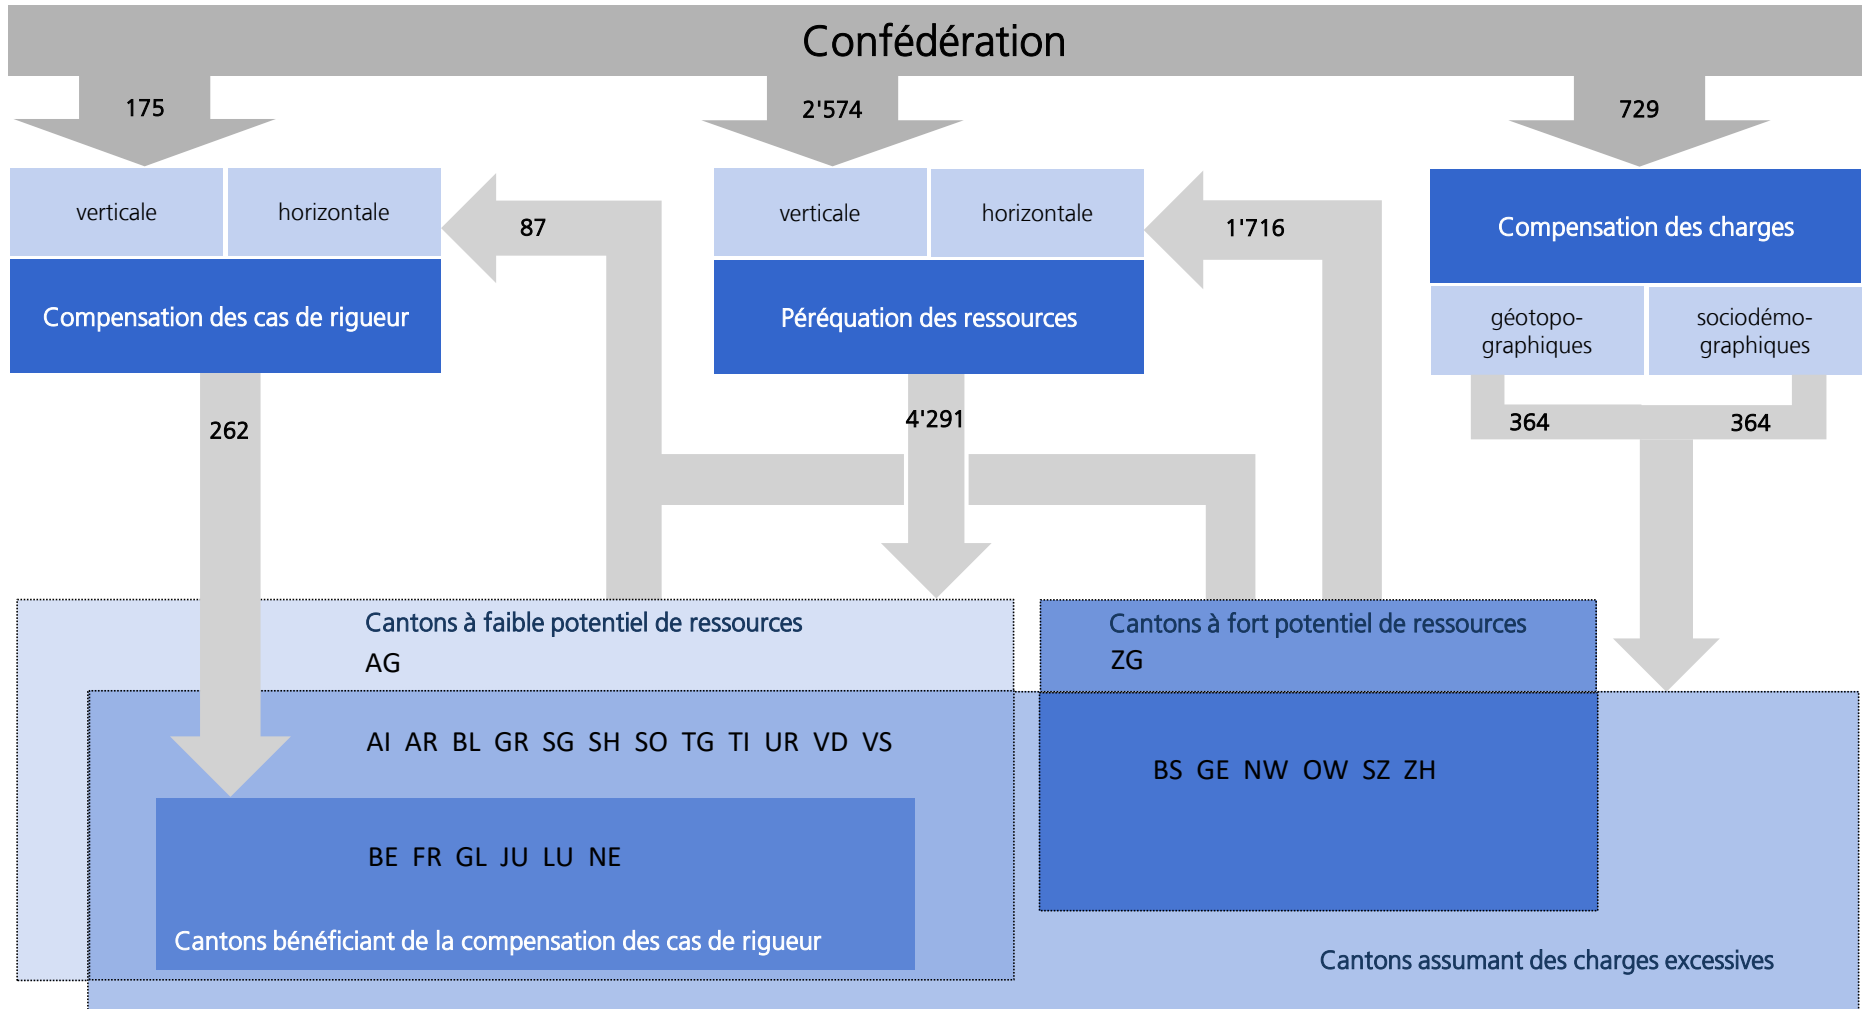 Confédération
175
2'574
729
verticale
horizontale
87
verticale
horizontale
1'716
Compensation des charges
Compensation des cas de rigueur
Péréquation des ressources
géotopo-
graphiques
sociodémo-
graphiques
262
4'291
364
364
Cantons à faible potentiel de ressources
AG
Cantons à fort potentiel de ressources
ZG
AI AR BL GR SG SH SO TG TI UR VD VS
BS GE NW OW SZ ZH
BE FR GL JU LU NE
Cantons bénéficiant de la compensation des cas de rigueur
Cantons assumant des charges excessives